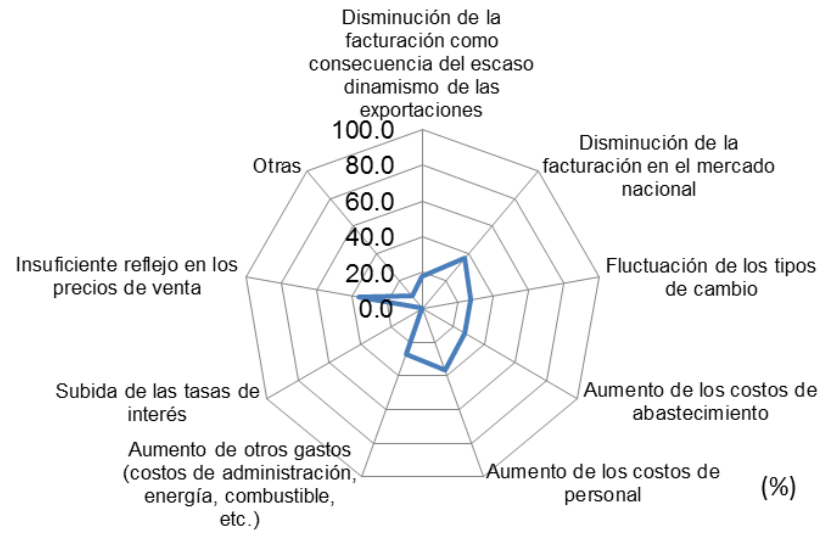 Disminución de la
facturación como
consecuencia del escaso
dinamismo de las
exportaciones
100.0
80.0
60.0
40.0
20.0
0.0
Disminución de la
facturación en el mercado
nacional
Fluctuación de los tipos
de cambio
Aumento de los costos de
abastecimiento
Aumento de los costos de
personal
Aumento de otros gastos
(costos de administración,
energía, combustible,
etc.)
Subida de las tasas de
interés
Insuficiente reflejo en los
precios de venta
Otras
(%)